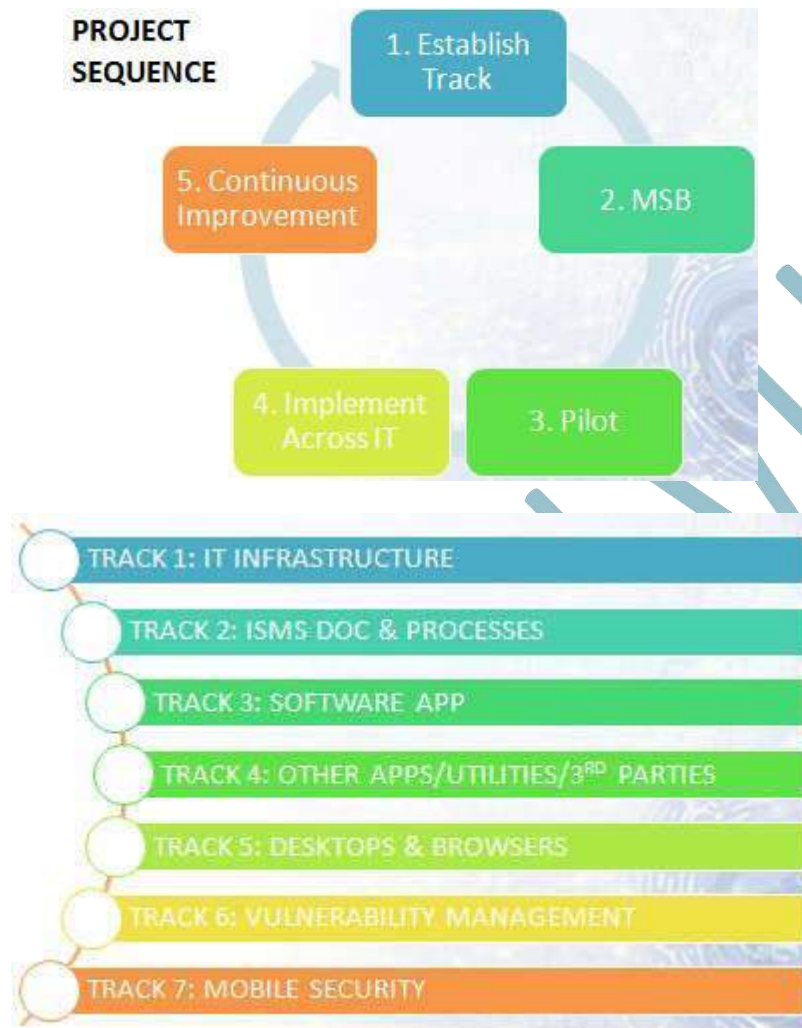 PROJECT
SEQUENCE
1. Establish
Track
2. MSB
3. Pilot
4. Implement
Across IT
5. Continuous
Improvement
TRACK 1: IT INFRASTRUCTURE
TRACK 2: ISMS DOC & PROCESSES
TRACK 3: SOFTWARE APP
TRACK 4: OTHER APPS/UTILITIES/3RD PARTIES
TRACK 5: DESKTOPS & BROWSERS
TRACK 6: VULNERABILITY MANAGEMENT
TRACK 7: MOBILE SECURITY